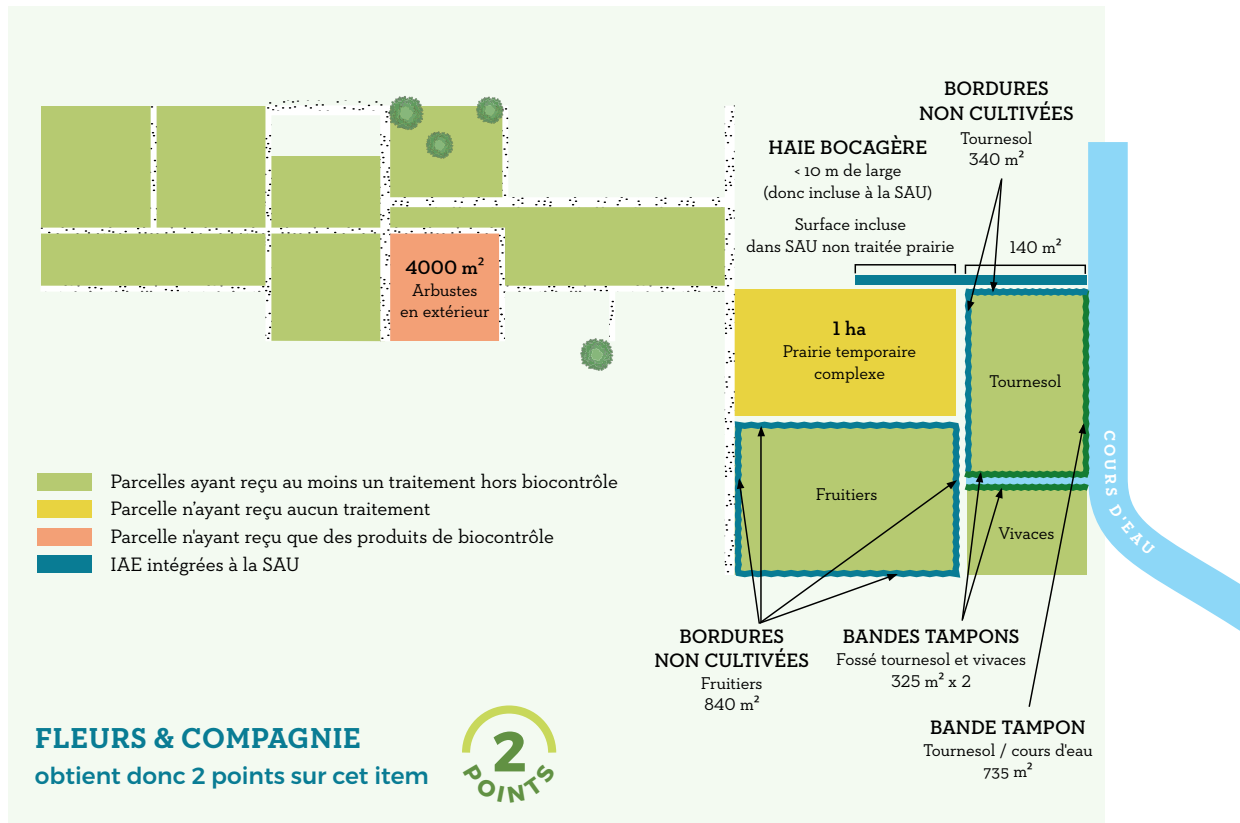 BORDURES
NON CULTIVÉES
Tournesol
340 m²
HAIE BOCAGÈRE
< 10 m de large
(donc incluse à la SAU)
Surface incluse
dans SAU non traitée prairie
140 m²
4000 m²
Arbustes
en extérieur
1 ha
Prairie temporaire
complexe
Tournesol
Fruitiers
Vivaces
COURS D'EAU
Parcelles ayant reçu au moins un traitement hors biocontrôle
Parcelle n'ayant reçu aucun traitement
Parcelle n'ayant reçu que des produits de biocontrôle
IAE intégrées à la SAU
BORDURES
NON CULTIVÉES
Fruitiers
840 m²
BANDES TAMPONS
Fossé tournesol et vivaces
325 m² x 2
BANDE TAMPON
Tournesol / cours d'eau
735 m²
FLEURS & COMPAGNIE
obtient donc 2 points sur cet item
2
POINTS